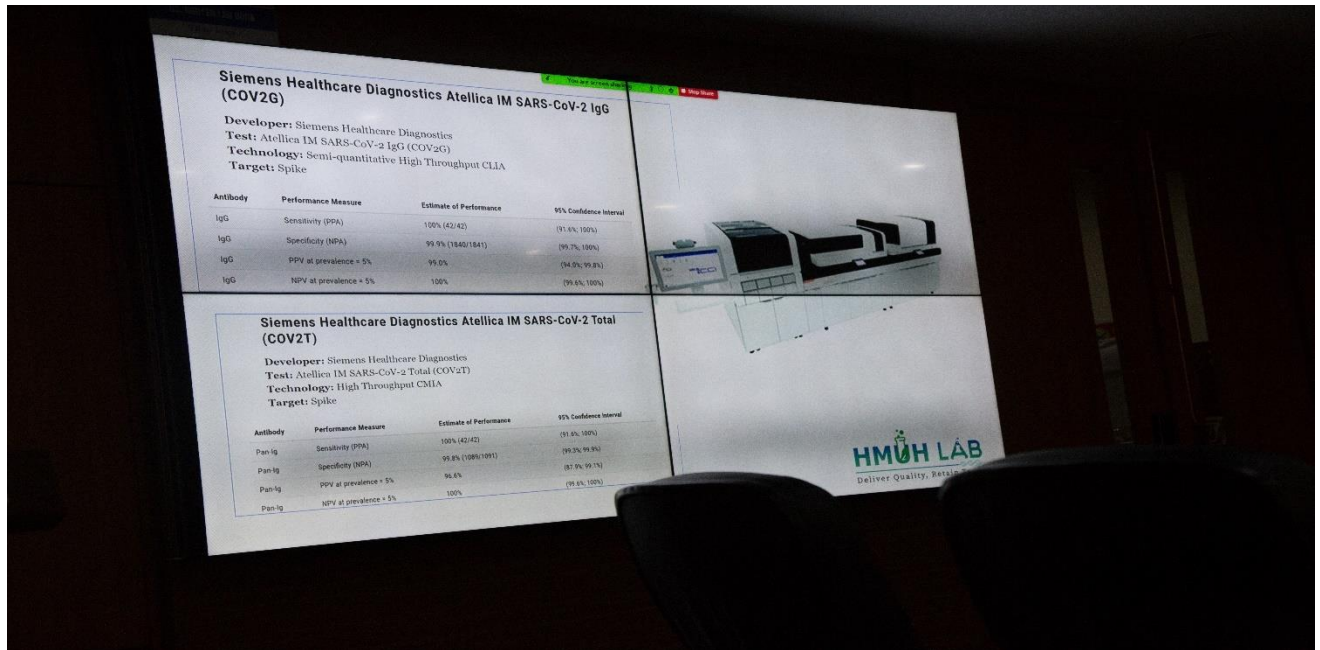 You are screen sharing
Stop Share
Siemens Healthcare Diagnostics Atellica IM SARS-CoV-2 IgG
(COV2G)
Developer: Siemens Healthcare Diagnostics
Test: Atellica IM SARS-CoV-2 IgG (COV2G)
Technology: Semi-quantitative High Throughput CLIA
Target: Spike
Antibody Performance Measure Estimate of Performance 95% Confidence Interval
IgG Sensitivity (PPA) 100% (42/42) (91.6%; 100%)
IgG Specificity (NPA) 99.9% (1840/1841) (99.7%; 100%)
IgG PPV at prevalence = 5% 99.0% (94.0%; 99.8%)
IgG NPV at prevalence = 5% 100% (99.6%; 100%)
Siemens Healthcare Diagnostics Atellica IM SARS-CoV-2 Total
(COV2T)
Developer: Siemens Healthcare Diagnostics
Test: Atellica IM SARS-CoV-2 Total (COV2T)
Technology: High Throughput CMIA
Target: Spike
Antibody Performance Measure Estimate of Performance 95% Confidence Interval
Pan-Ig Sensitivity (PPA) 100% (42/42) (91.6%; 100%)
Pan-Ig Specificity (NPA) 99.8% (1089/1091) (99.3%; 99.9%)
Pan-Ig PPV at prevalence = 5% 96.6% (87.9%; 99.1%)
Pan-Ig NPV at prevalence = 5% 100% (99.6%; 100%)
HMUH LAB
Deliver Quality, Retain